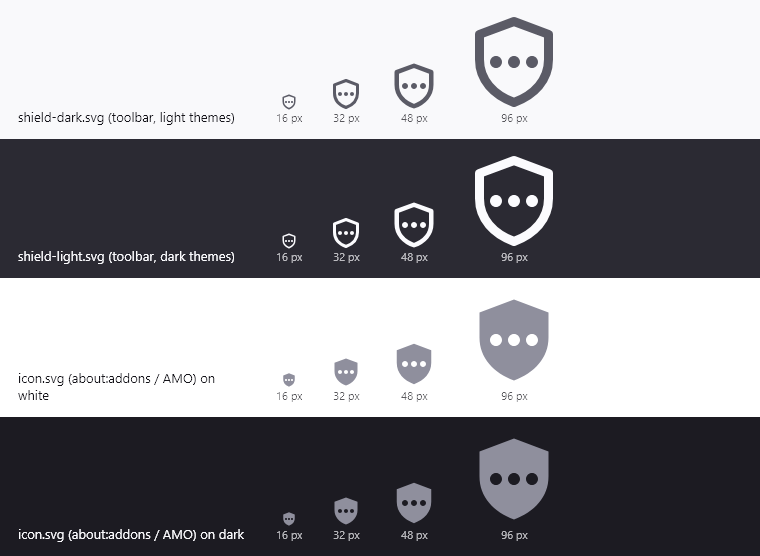 shield-dark.svg (toolbar, light themes)
16 px
32 px
48 px
96 px
shield-light.svg (toolbar, dark themes)
16 px
32 px
48 px
96 px
icon.svg (about:addons / AMO) on
white
16 px
32 px
48 px
96 px
icon.svg (about:addons / AMO) on dark
16 px
32 px
48 px
96 px